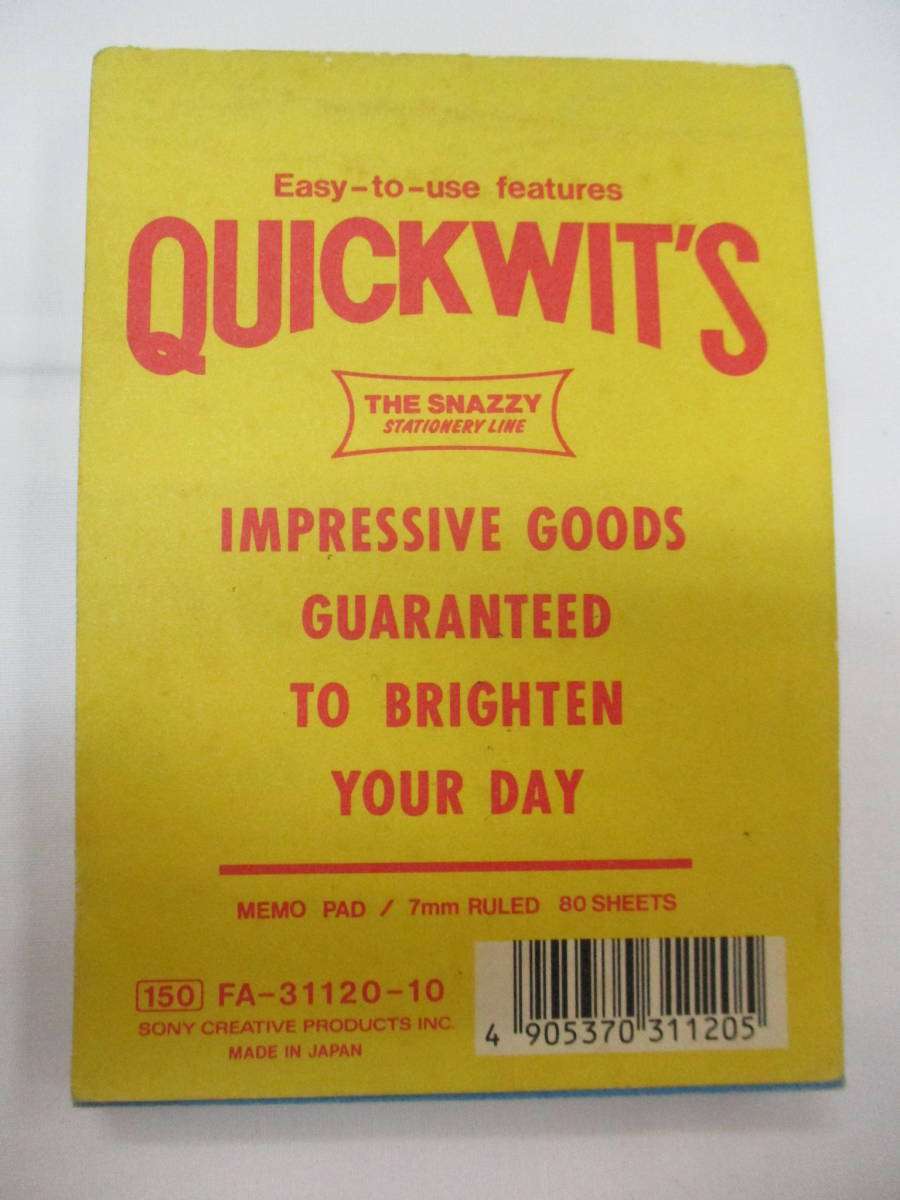 Easy-to-use features
QUICKWIT'S
THE SNAZZY
STATIONERY LINE
IMPRESSIVE GOODS
GUARANTEED
TO BRIGHTEN
YOUR DAY
MEMO PAD / 7mm RULED 80 SHEETS
150 FA-31120-10
SONY CREATIVE PRODUCTS INC.
MADE IN JAPAN
4 905370 311205